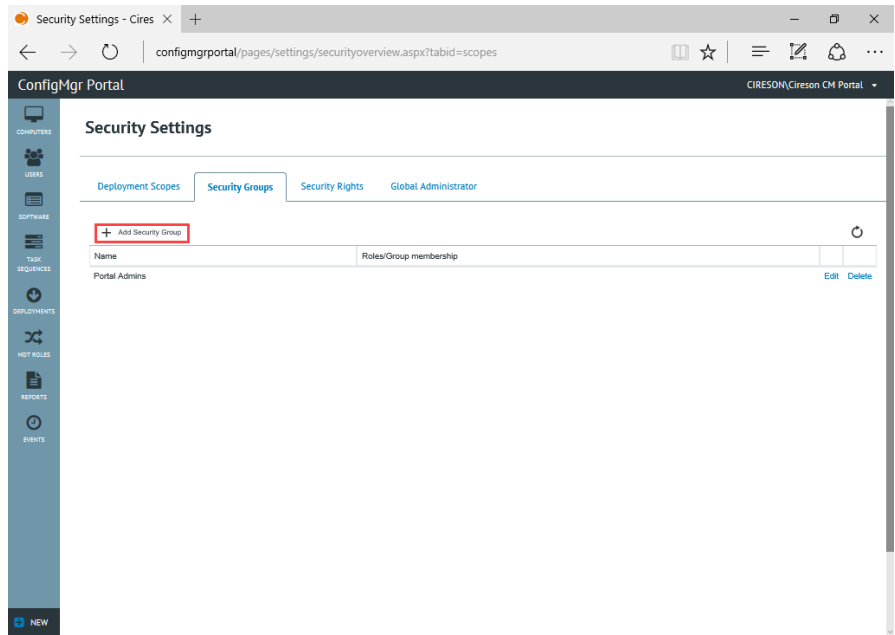 Security Settings - Cires
configmgrportal/pages/settings/securityoverview.aspx?tabid=scopes
ConfigMgr Portal
CIRESON\Cireson CM Portal
COMPUTERS
USERS
SOFTWARE
TASK
SEQUENCES
DEPLOYMENTS
MDT ROLES
REPORTS
EVENTS
NEW
Security Settings
Deployment Scopes Security Groups Security Rights Global Administrator
Add Security Group
Name Roles/Group membership
Portal Admins Edit Delete